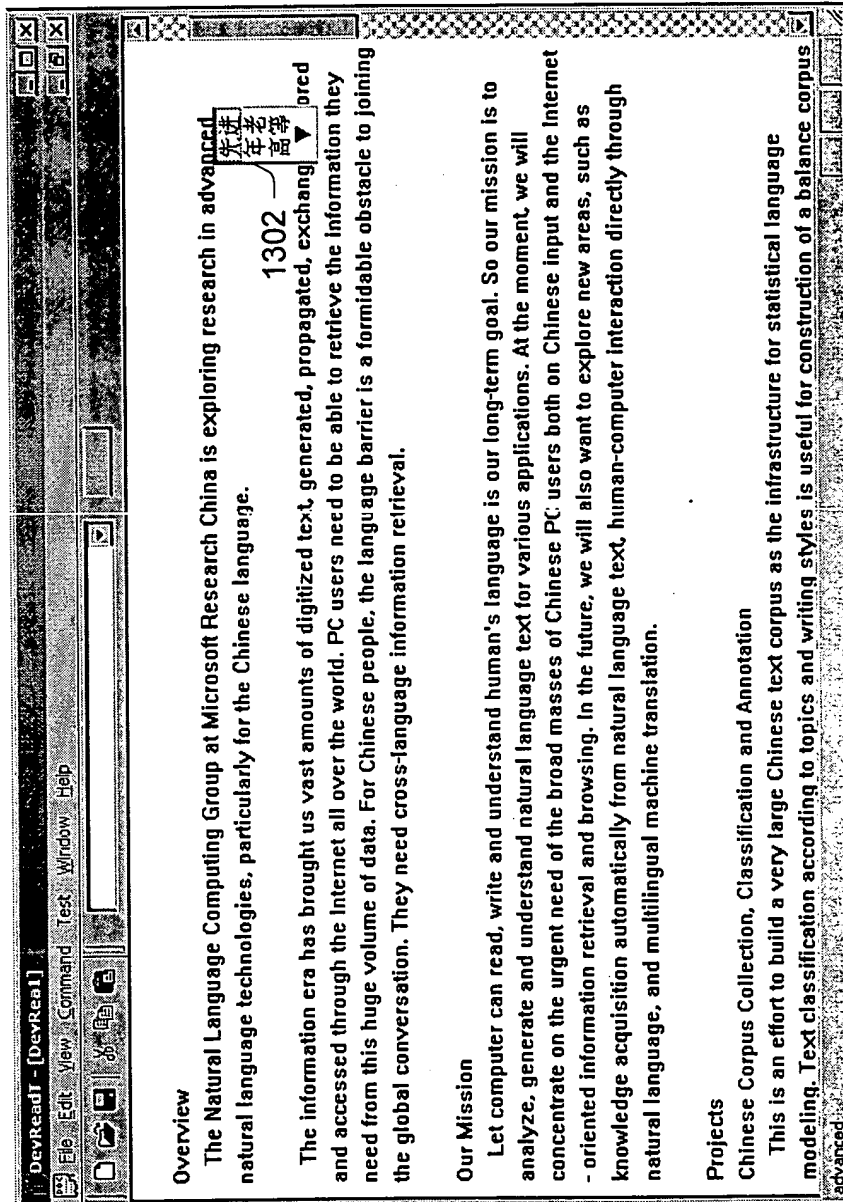 DevReadT - [DevRea1]
File Edit View Command Test Window Help
Overview
The Natural Language Computing Group at Microsoft Research China is exploring research in advanced
natural language technologies, particularly for the Chinese language.
1302
先进
年老
高等
The information era has brought us vast amounts of digitized text, generated, propagated, exchang ored
and accessed through the Internet all over the world. PC users need to be able to retrieve the information they
need from this huge volume of data. For Chinese people, the language barrier is a formidable obstacle to joining
the global conversation. They need cross-language information retrieval.
Our Mission
Let computer can read, write and understand human's language is our long-term goal. So our mission is to
analyze, generate and understand natural language text for various applications. At the moment, we will
concentrate on the urgent need of the broad masses of Chinese PC users both on Chinese input and the Internet
- oriented information retrieval and browsing. In the future, we will also want to explore new areas, such as
knowledge acquisition automatically from natural language text, human-computer interaction directly through
natural language, and multilingual machine translation.
Projects
Chinese Corpus Collection, Classification and Annotation
This is an effort to build a very large Chinese text corpus as the infrastructure for statistical language
modeling. Text classification according to topics and writing styles is useful for construction of a balance corpus
advanced